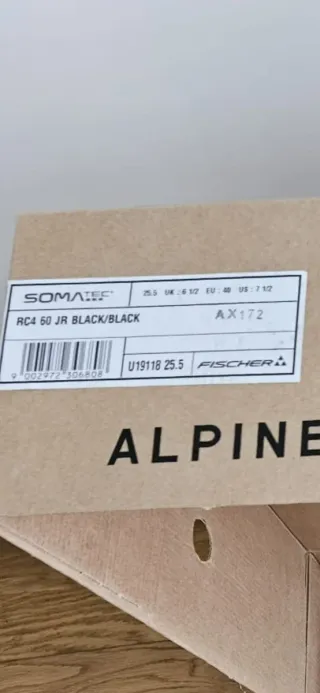 SOMATEC
25.5 UK : 6 1/2 EU : 40 US : 7 1/2
RC4 60 JR BLACK/BLACK
AX172
9 002972 306808
U19118 25.5
FISCHER
ALPINE